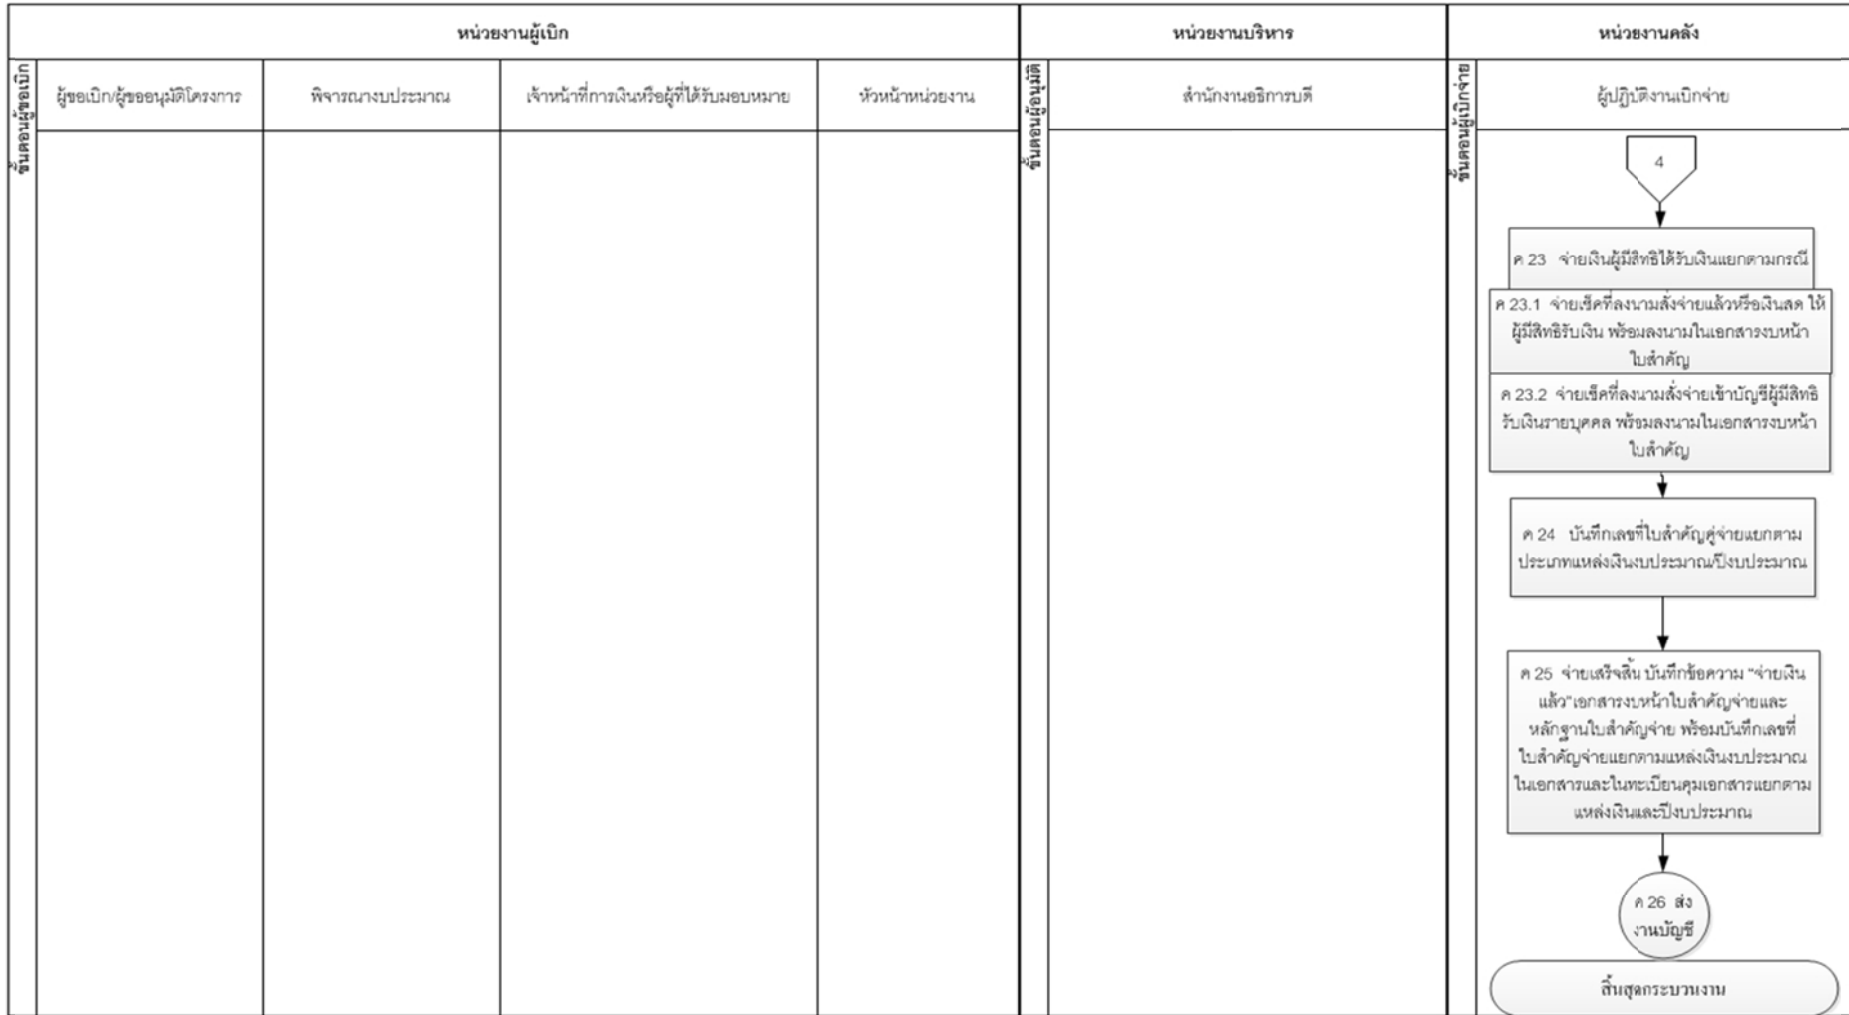 หน่วยงานผู้เบิก
หน่วยงานบริหาร
หน่วยงานคลัง
ขั้นตอนผู้ขอเบิก
ผู้ขอเบิก/ผู้ขออนุมัติโครงการ
พิจารณางบประมาณ
เจ้าหน้าที่การเงินหรือผู้ที่ได้รับมอบหมาย
หัวหน้าหน่วยงาน
ขั้นตอนผู้อนุมัติ
สำนักงานอธิการบดี
ขั้นตอนผู้เบิกจ่าย
ผู้ปฏิบัติงานเบิกจ่าย
4
ค 23 จ่ายเงินผู้มีสิทธิได้รับเงินแยกตามกรณี
ค 23.1 จ่ายเช็คที่ลงนามสั่งจ่ายแล้วหรือเงินสด ให้
ผู้มีสิทธิรับเงิน พร้อมลงนามในเอกสารงบหน้า
ใบสำคัญ
ค 23.2 จ่ายเช็คที่ลงนามสั่งจ่ายเข้าบัญชีผู้มีสิทธิ
รับเงินรายบุคคล พร้อมลงนามในเอกสารงบหน้า
ใบสำคัญ
ค 24 บันทึกเลขที่ใบสำคัญคู่จ่ายแยกตาม
ประเภทแหล่งเงินงบประมาณ/ปีงบประมาณ
ค 25 จ่ายเสร็จสิ้น บันทึกข้อความ "จ่ายเงิน
แล้ว"เอกสารงบหน้าใบสำคัญจ่ายและ
หลักฐานใบสำคัญจ่าย พร้อมบันทึกเลขที่
ใบสำคัญจ่ายแยกตามแหล่งเงินงบประมาณ
ในเอกสารและในทะเบียนคุมเอกสารแยกตาม
แหล่งเงินและปีงบประมาณ
ค 26 ส่ง
งานบัญชี
สิ้นสุดกระบวนงาน